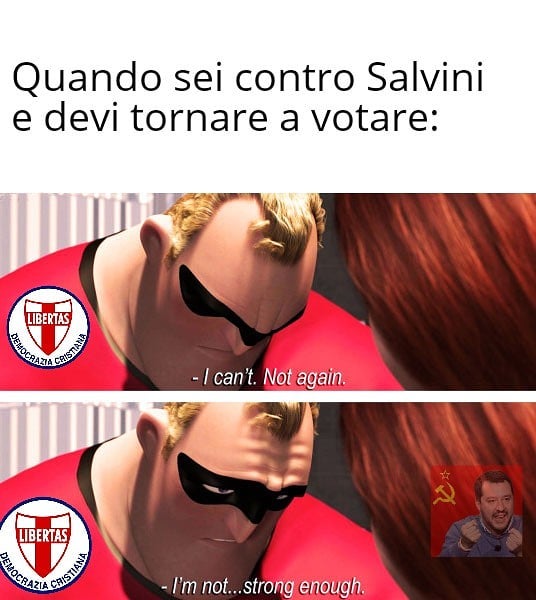 Quando sei contro Salvini
e devi tornare a votare:
LIBERTAS
DEMOCRAZIA CRISTIANA
- I can't. Not again.
LIBERTAS
DEMOCRAZIA CRISTIANA
- I'm not...strong enough.